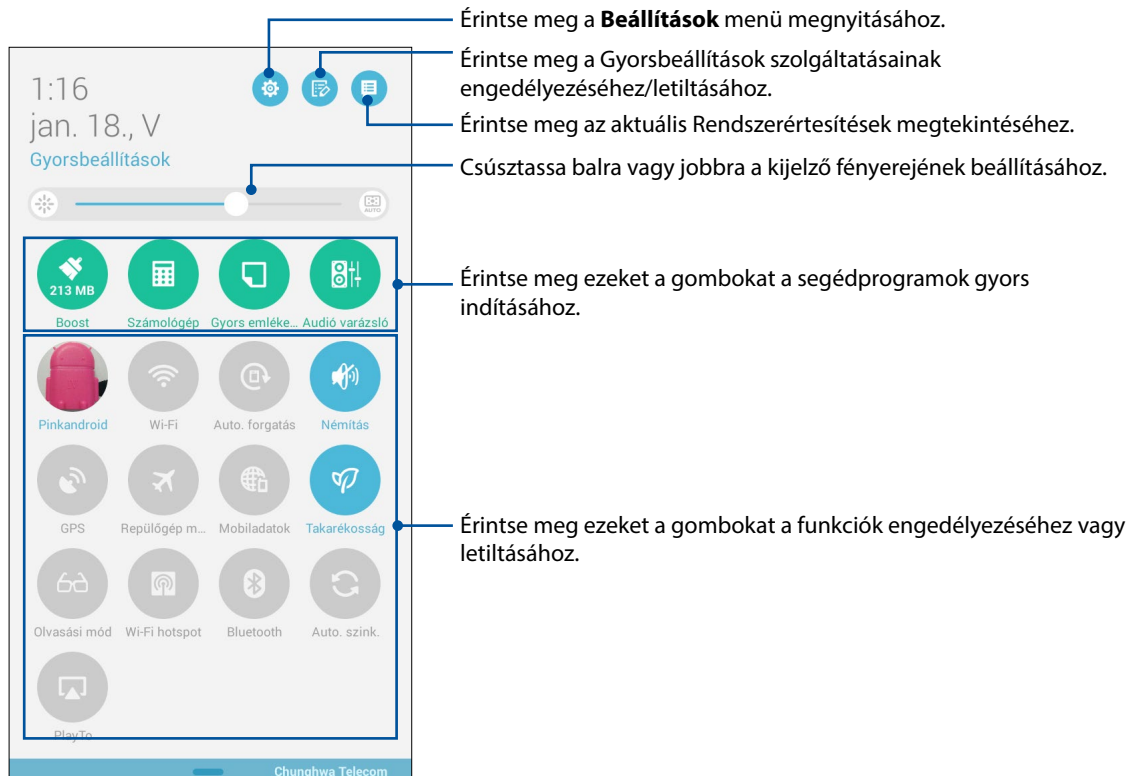 Érintse meg a Beállítások menü megnyitásához.
Érintse meg a Gyorsbeállítások szolgáltatásainak
engedélyezéséhez/letiltásához.
Érintse meg az aktuális Rendszerértesítések megtekintéséhez.
Csúsztassa balra vagy jobbra a kijelző fényerejének beállításához.
1:16
jan. 18., V
Gyorsbeállítások
AUTO
Érintse meg ezeket a gombokat a segédprogramok gyors
indításához.
213 MB
Boost Számológép Gyors emléke... Audió varázsló
Pinkandroid Wi-Fi Auto. forgatás Némítás
GPS Repülőgép m... Mobiladatok Takarékosság
Érintse meg ezeket a gombokat a funkciók engedélyezéséhez vagy
letiltásához.
Olvasási mód Wi-Fi hotspot Bluetooth Auto. szink.
PlayTo
Chunghwa Telecom